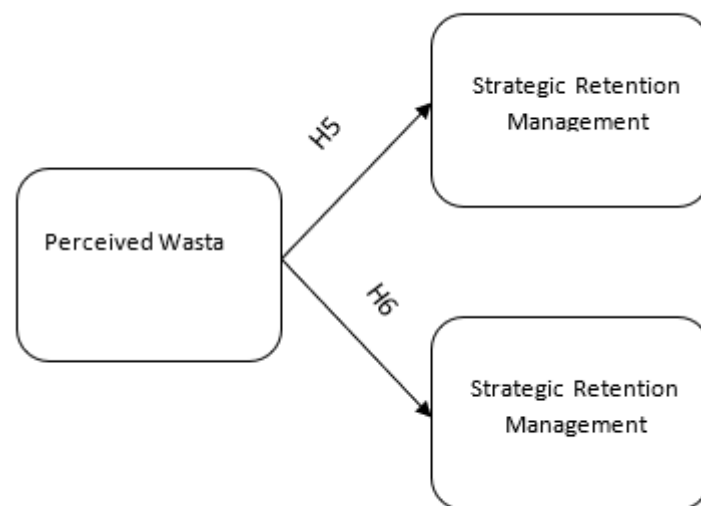 Strategic Retention
Management
H5
Perceived Wasta
H6
Strategic Retention
Management